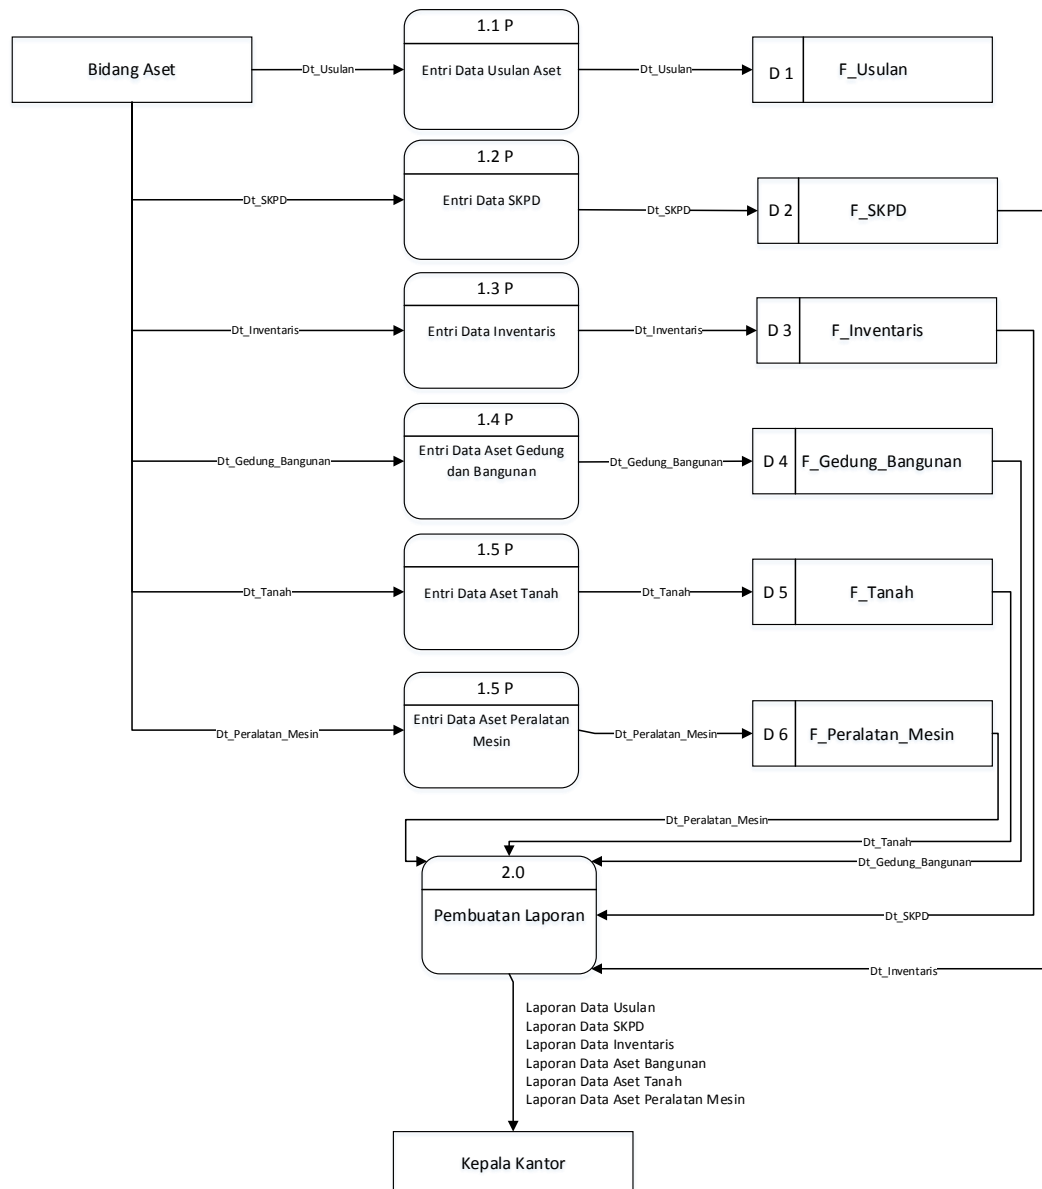 1.1 P
Bidang Aset
Dt_Usulan
Entri Data Usulan Aset
Dt_Usulan
D 1
F_Usulan
1.2 P
Dt_SKPD
Entri Data SKPD
Dt_SKPD
D 2
F_SKPD
1.3 P
Dt_Inventaris
Entri Data Inventaris
Dt_Inventaris
D 3
F_Inventaris
1.4 P
Dt_Gedung_Bangunan
Entri Data Aset Gedung
dan Bangunan
Dt_Gedung_Bangunan
D 4
F_Gedung_Bangunan
1.5 P
Dt_Tanah
Entri Data Aset Tanah
Dt_Tanah
D 5
F_Tanah
1.5 P
Dt_Peralatan_Mesin
Entri Data Aset Peralatan
Mesin
Dt_Peralatan_Mesin
D 6
F_Peralatan_Mesin
Dt_Peralatan_Mesin
Dt_Tanah
Dt_Gedung_Bangunan
2.0
Pembuatan Laporan
Dt_SKPD
Dt_Inventaris
Laporan Data Usulan
Laporan Data SKPD
Laporan Data Inventaris
Laporan Data Aset Bangunan
Laporan Data Aset Tanah
Laporan Data Aset Peralatan Mesin
Kepala Kantor